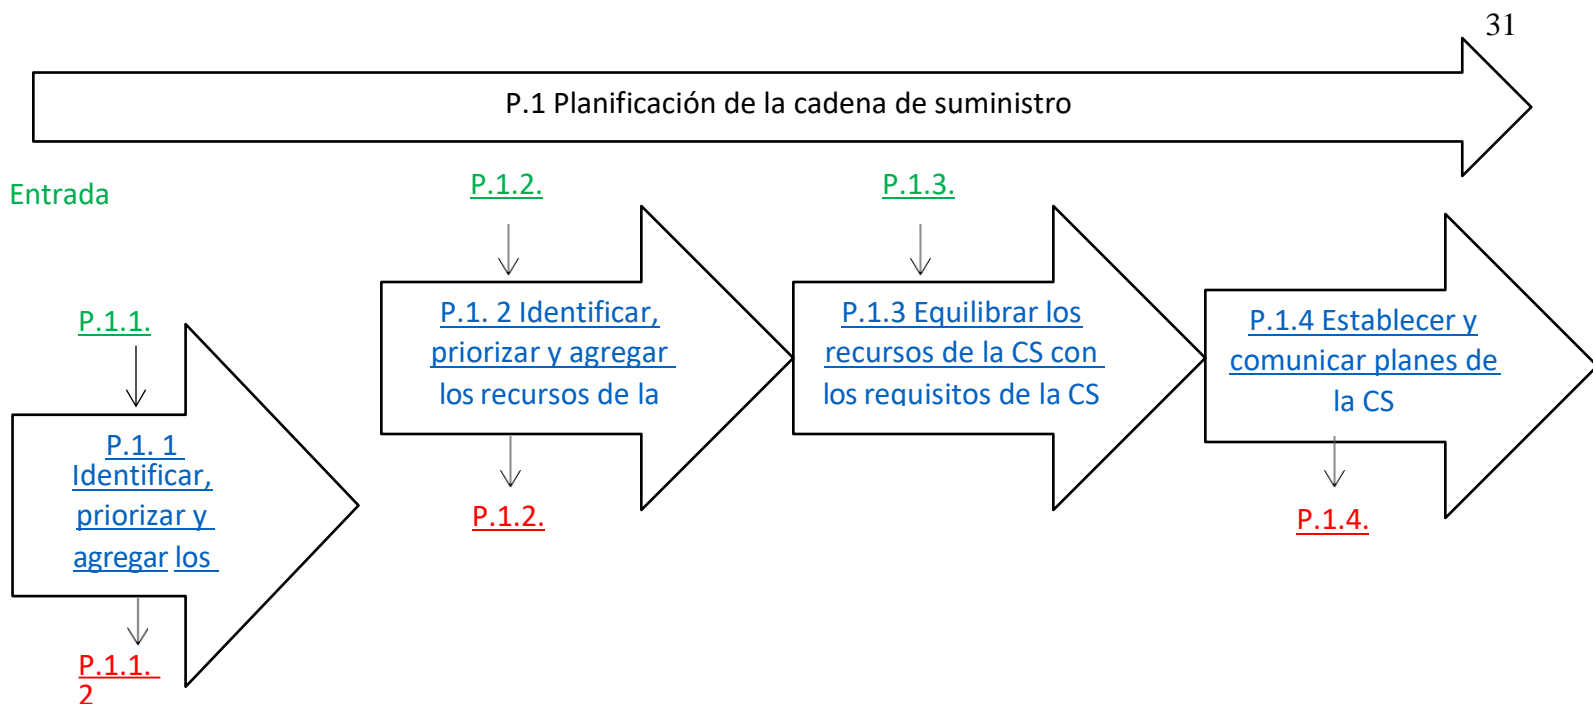 31
P.1 Planificación de la cadena de suministro
Entrada
P.1.2.
P.1.3.
P.1.1.
P.1. 1
Identificar,
priorizar y
agregar los
P.1. 2 Identificar,
priorizar y agregar
los recursos de la
P.1.3 Equilibrar los
recursos de la CS con
los requisitos de la CS
P.1.4 Establecer y
comunicar planes de
la CS
P.1.1.
2
P.1.2.
P.1.4.